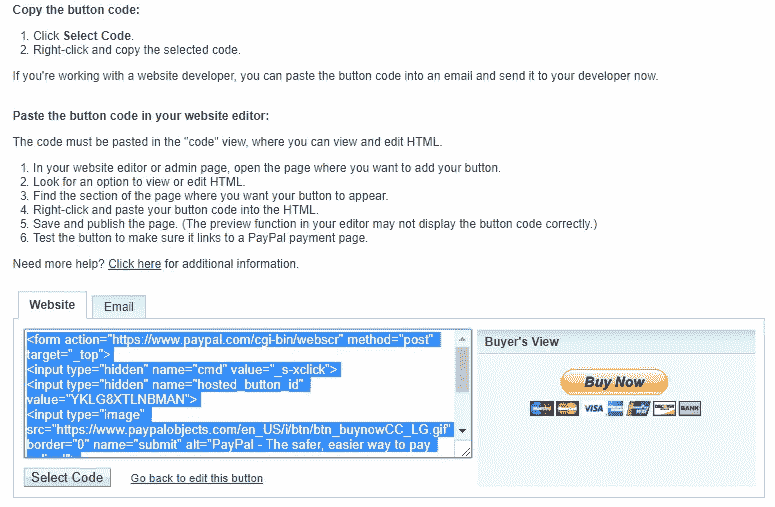 Copy the button code:
1. Click Select Code.
2. Right-click and copy the selected code.
If you're working with a website developer, you can paste the button code into an email and send it to your developer now.
Paste the button code in your website editor:
The code must be pasted in the "code" view, where you can view and edit HTML.
1. In your website editor or admin page, open the page where you want to add your button.
2. Look for an option to view or edit HTML.
3. Find the section of the page where you want your button to appear.
4. Right-click and paste your button code into the HTML.
5. Save and publish the page. (The preview function in your editor may not display the button code correctly.)
6. Test the button to make sure it links to a PayPal payment page.
Need more help? Click here for additional information.
Website Email
<form action="https://www.paypal.com/cgi-bin/webscr" method="post"
target="_top">
<input type="hidden" name="cmd" value="_s-xclick">
<input type="hidden" name="hosted_button_id"
value="YKLG8XTLNBMAN">
<input type="image"
src="https://www.paypalobjects.com/en_US/i/btn/btn_buynowCC_LG.gif"
border="0" name="submit" alt="PayPal - The safer, easier way to pay
Buyer's View
Buy Now
VISA
BANK
Select Code Go back to edit this button